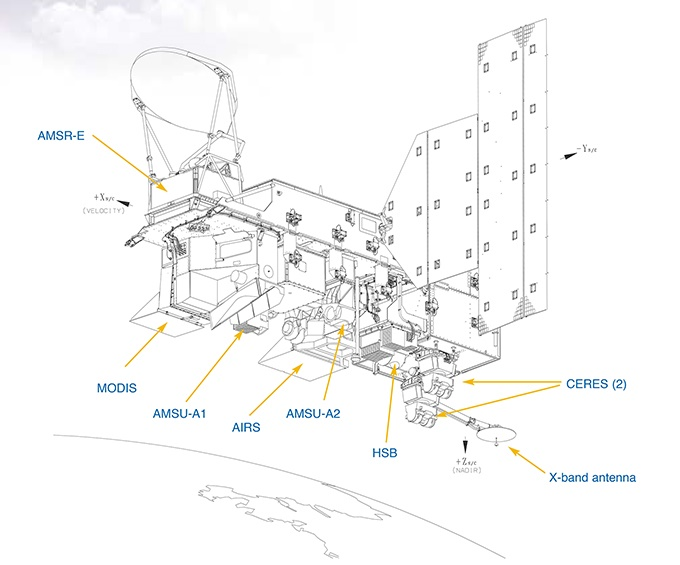 AMSR-E
-Y S/C
+X S/C
(VELOCITY)
MODIS
AMSU-A1
AIRS
AMSU-A2
HSB
CERES (2)
+Z S/C
(NADIR)
X-band antenna